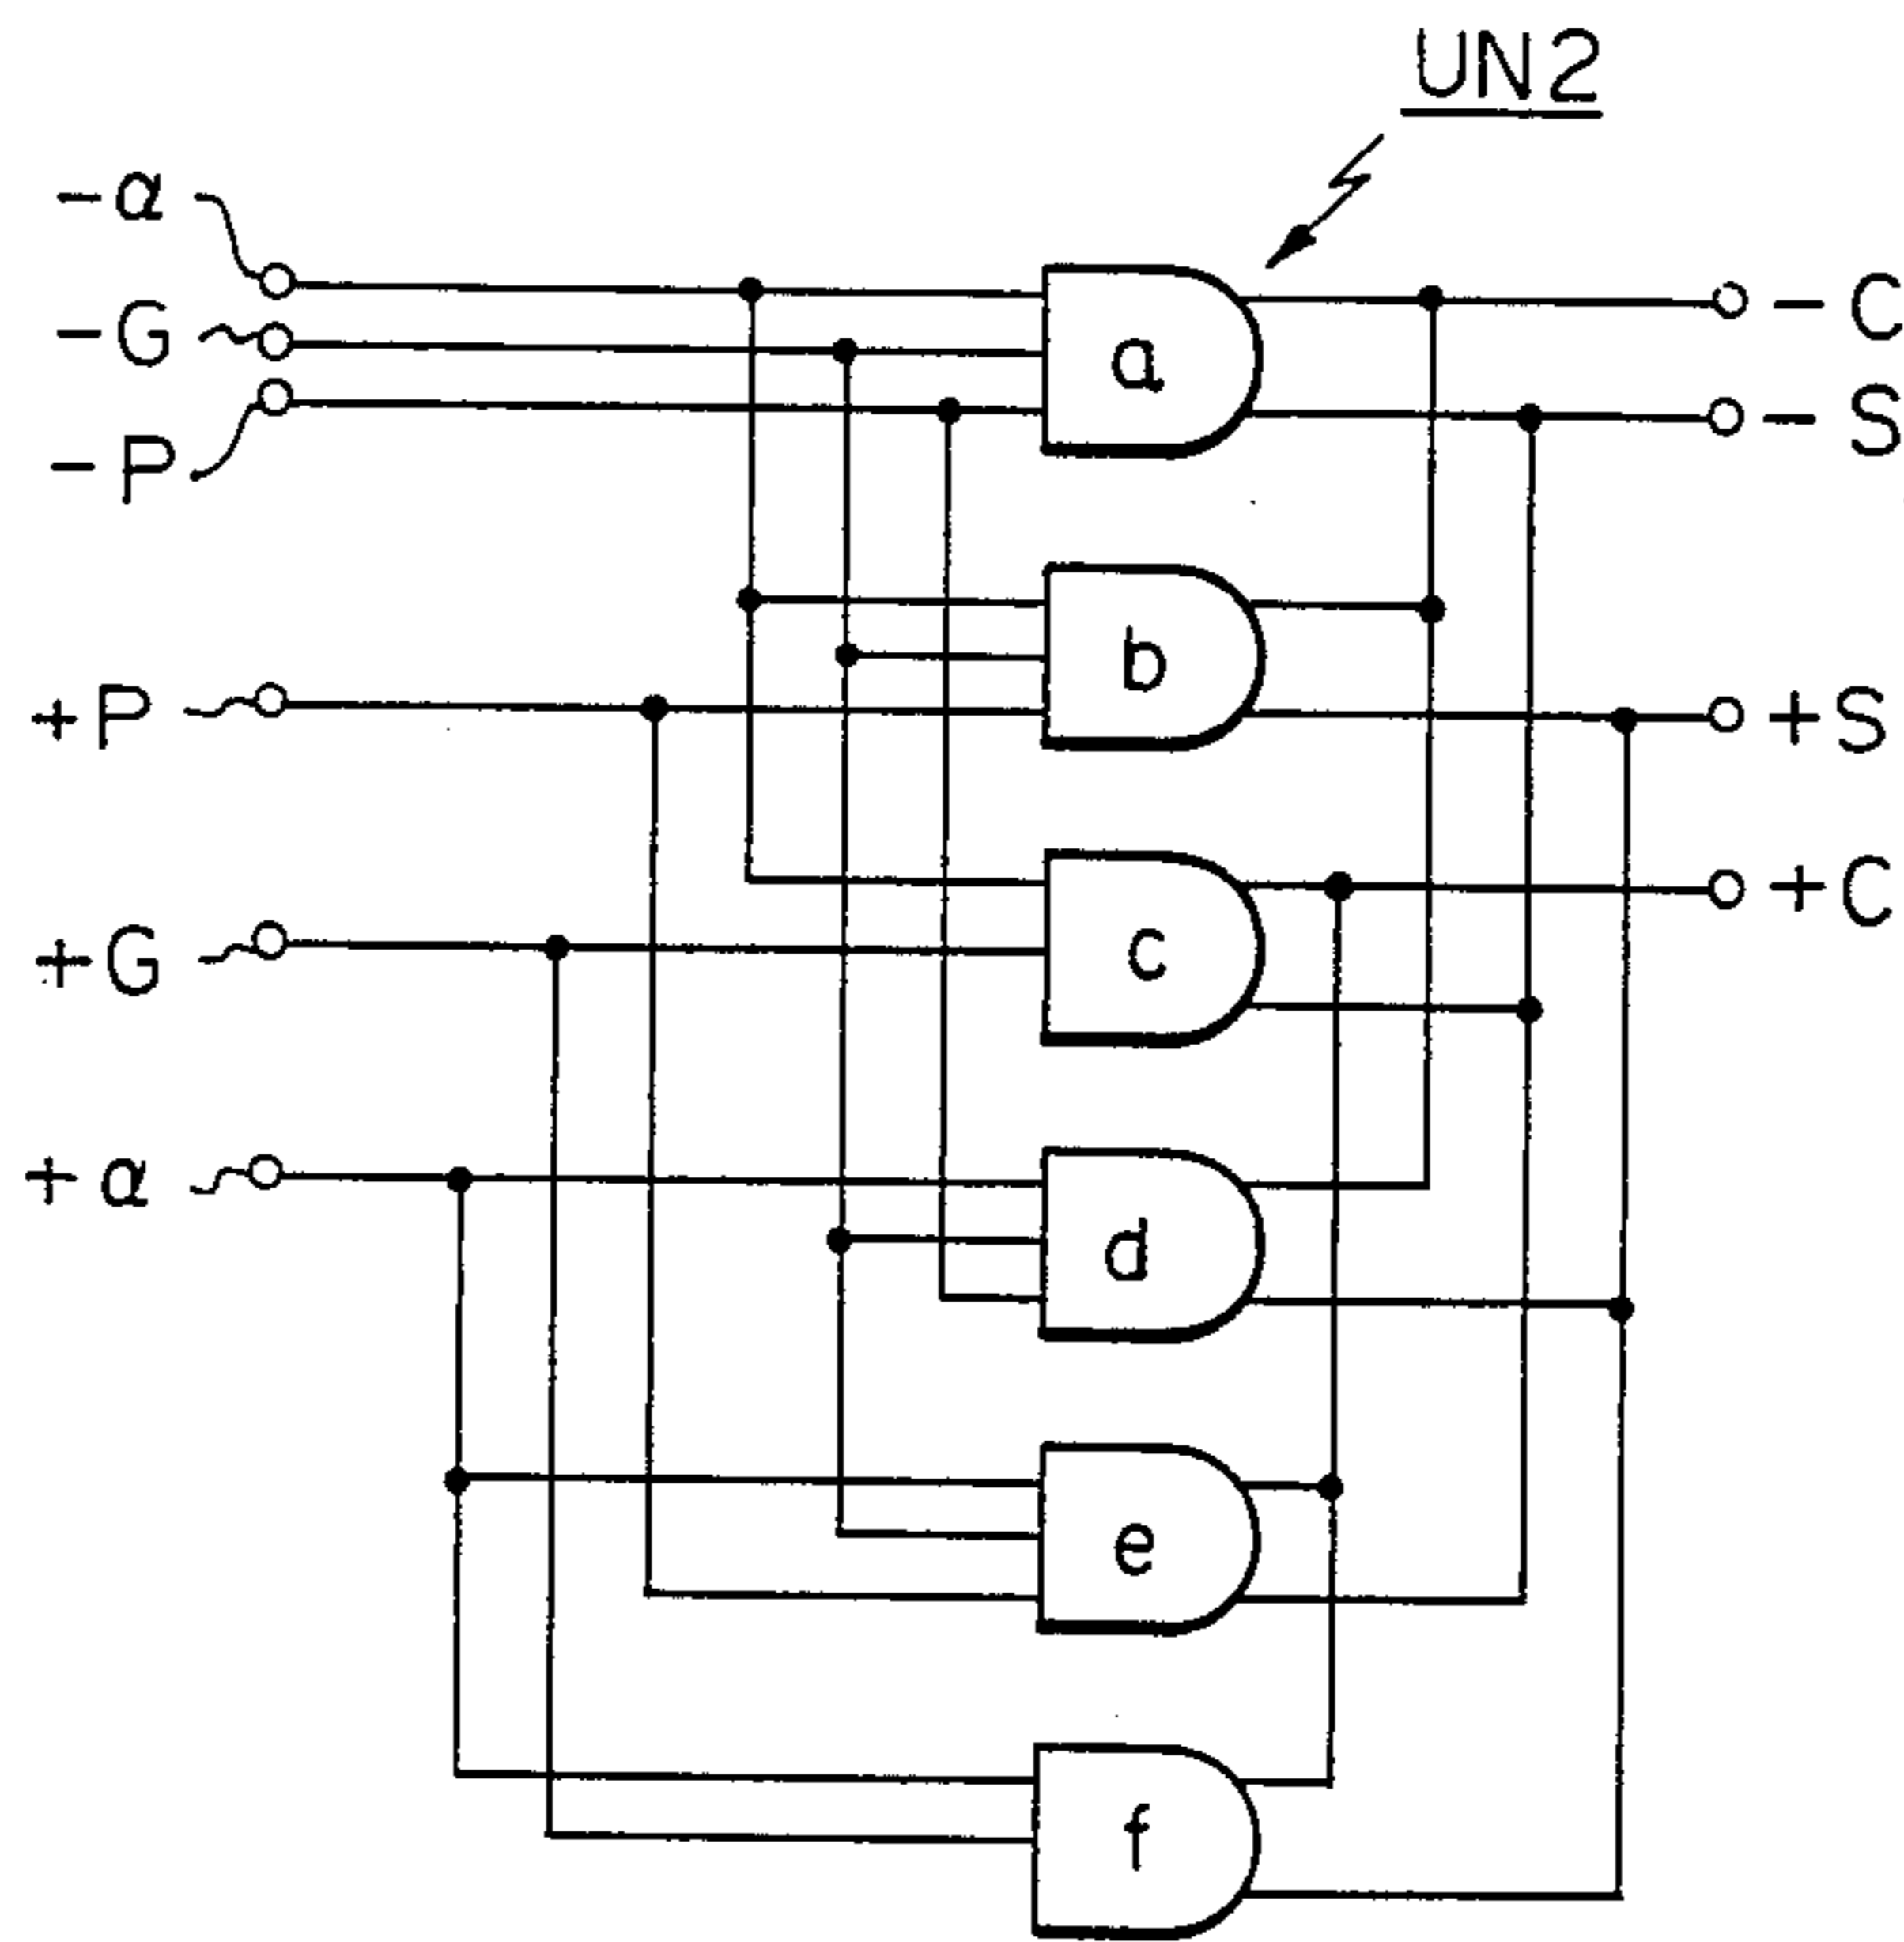 UN2
-α
-G
-P
+P
+G
+α
a
b
c
d
e
f
-C
-S
+S
+C